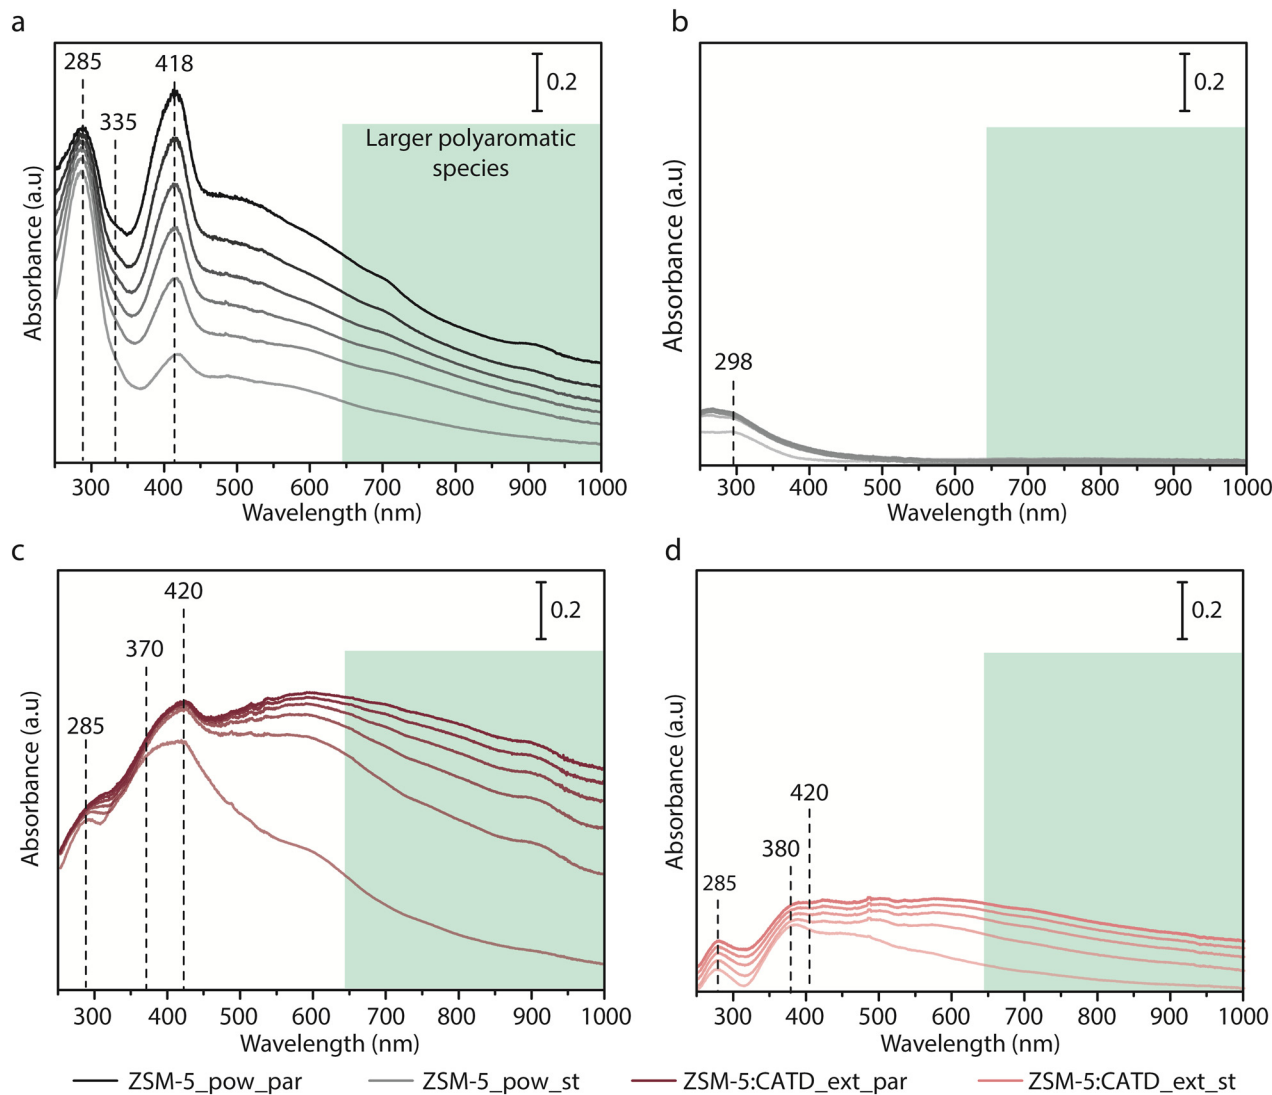 a
285
418
335
0.2
Larger polyaromatic
species
Absorbance (a.u)
300 400 500 600 700 800 900 1000
Wavelength (nm)
b
0.2
298
Absorbance (a.u)
300 400 500 600 700 800 900 1000
Wavelength (nm)
c
420
370
285
0.2
Absorbance (a.u)
300 400 500 600 700 800 900 1000
Wavelength (nm)
d
0.2
420
380
285
Absorbance (a.u)
300 400 500 600 700 800 900 1000
Wavelength (nm)
ZSM-5_pow_par ZSM-5_pow_st ZSM-5:CATD_ext_par ZSM-5:CATD_ext_st